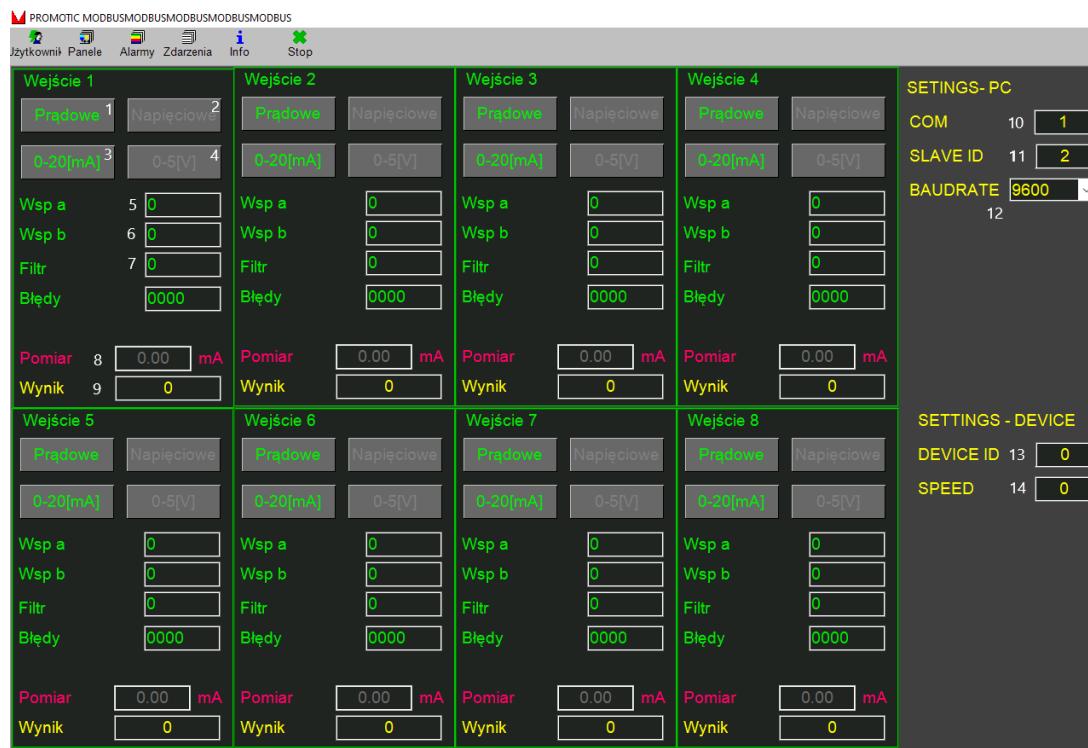 PROMOTIC MODBUSMODBUSMODBUSMODBUSMODBUS
Użytkownik Panele Alarmy Zdarzenia Info Stop
Wejście 1 Wejście 2 Wejście 3 Wejście 4 SETINGS- PC
Prądowe 1 Napięciowe 2 Prądowe Napięciowe Prądowe Napięciowe Prądowe Napięciowe COM 10 1
0-20[mA] 3 0-5[V] 4 0-20[mA] 0-5[V] 0-20[mA] 0-5[V] 0-20[mA] 0-5[V] SLAVE ID 11 2
Wsp a 5 0 Wsp a 0 Wsp a 0 Wsp a 0 BAUDRATE 9600
12
Wsp b 6 0 Wsp b 0 Wsp b 0 Wsp b 0
Filtr 7 0 Filtr 0 Filtr 0 Filtr 0
Błędy 0000 Błędy 0000 Błędy 0000 Błędy 0000
Pomiar 8 0.00 mA Pomiar 0.00 mA Pomiar 0.00 mA Pomiar 0.00 mA
Wynik 9 0 Wynik 0 Wynik 0 Wynik 0
Wejście 5 Wejście 6 Wejście 7 Wejście 8 SETTINGS - DEVICE
Prądowe Napięciowe Prądowe Napięciowe Prądowe Napięciowe Prądowe Napięciowe DEVICE ID 13 0
0-20[mA] 0-5[V] 0-20[mA] 0-5[V] 0-20[mA] 0-5[V] 0-20[mA] 0-5[V] SPEED 14 0
Wsp a 0 Wsp a 0 Wsp a 0 Wsp a 0
Wsp b 0 Wsp b 0 Wsp b 0 Wsp b 0
Filtr 0 Filtr 0 Filtr 0 Filtr 0
Błędy 0000 Błędy 0000 Błędy 0000 Błędy 0000
Pomiar 0.00 mA Pomiar 0.00 mA Pomiar 0.00 mA Pomiar 0.00 mA
Wynik 0 Wynik 0 Wynik 0 Wynik 0